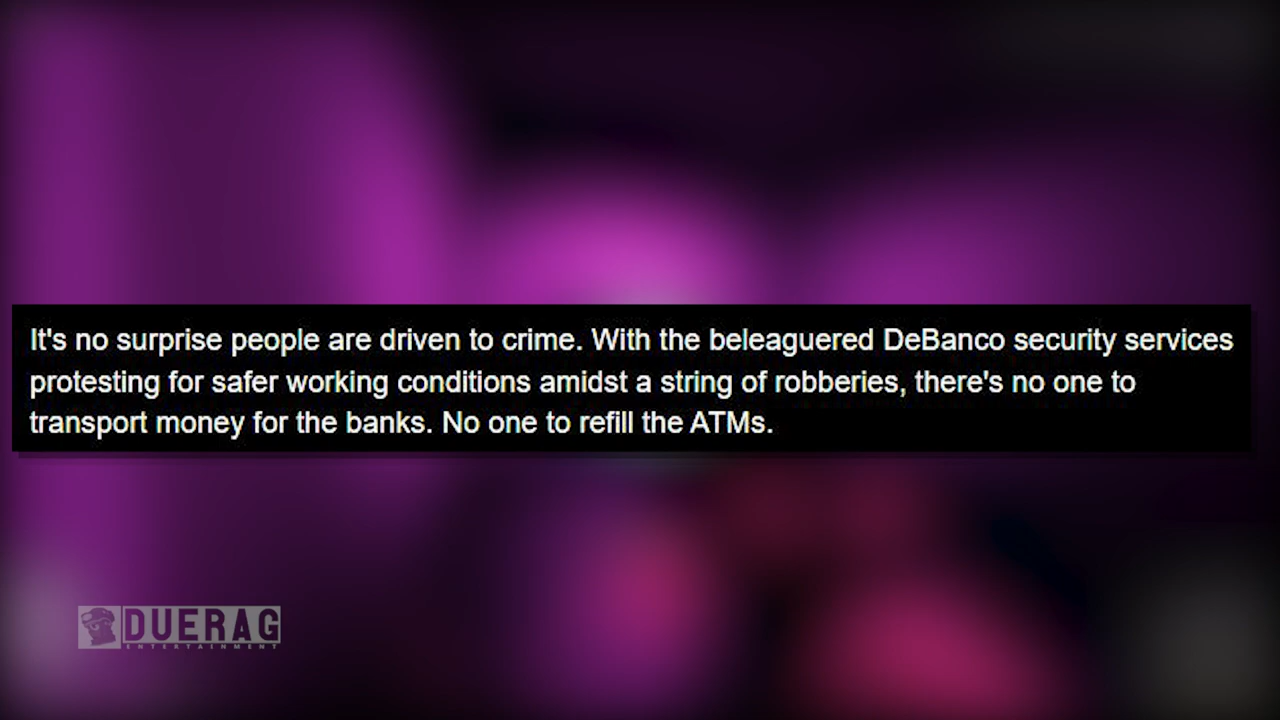 It's no surprise people are driven to crime. With the beleaguered DeBanco security services
protesting for safer working conditions amidst a string of robberies, there's no one to
transport money for the banks. No one to refill the ATMs.
DUERAG
ENTERTAINMENT